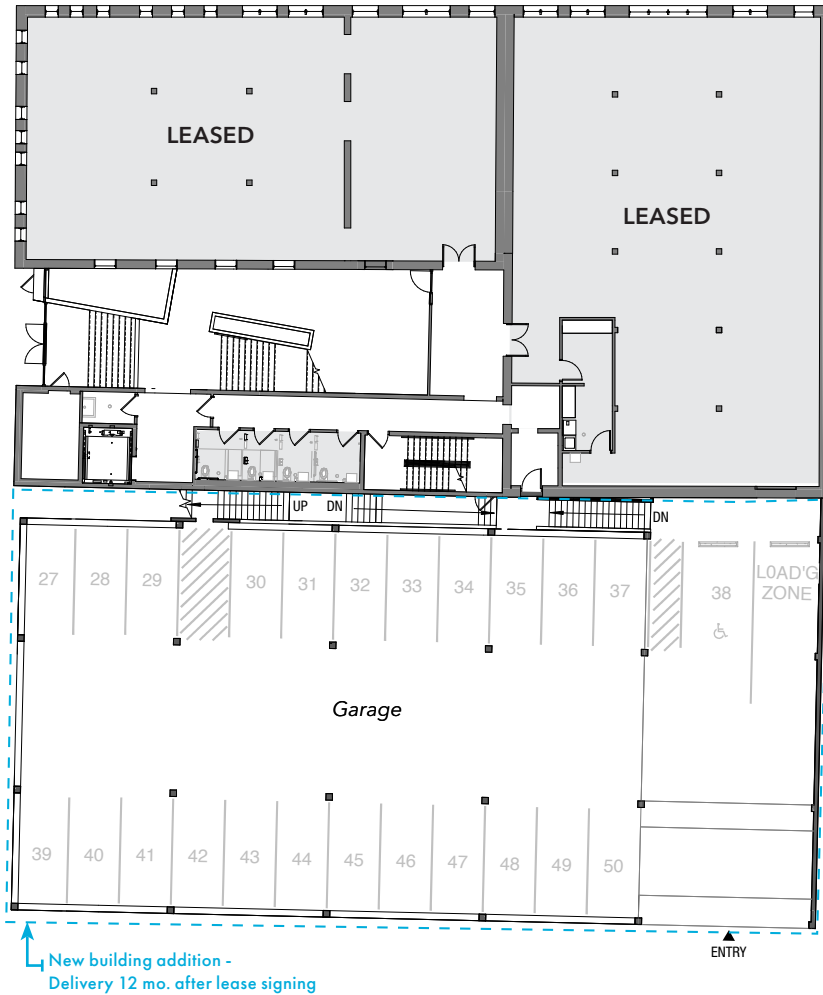 LEASED
LEASED
UP DN
DN
27 28 29 30 31 32 33 34 35 36 37 38
L0AD'G
ZONE
Garage
39 40 41 42 43 44 45 46 47 48 49 50
ENTRY
New building addition -
Delivery 12 mo. after lease signing